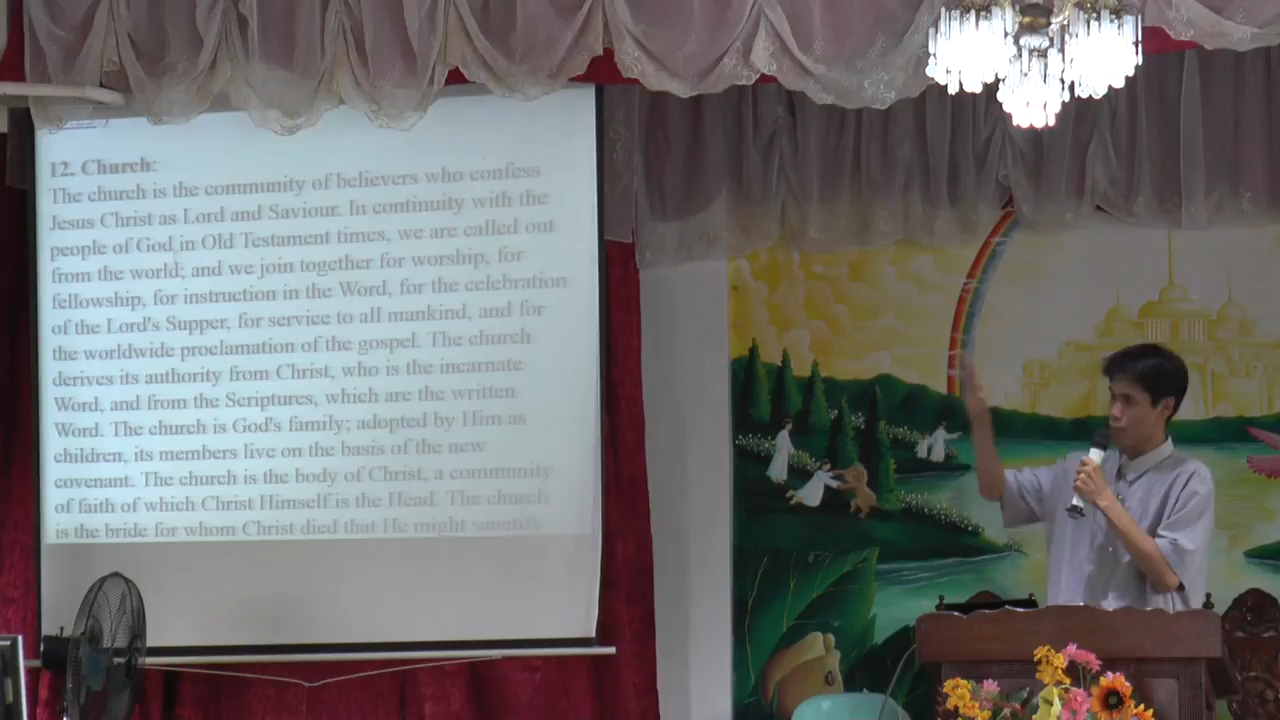 12. Church:
The church is the community of believers who confess
Jesus Christ as Lord and Saviour. In continuity with the
people of God in Old Testament times, we are called out
from the world; and we join together for worship, for
fellowship, for instruction in the Word, for the celebration
of the Lord's Supper, for service to all mankind, and for
the worldwide proclamation of the gospel. The church
derives its authority from Christ, who is the incarnate
Word, and from the Scriptures, which are the written
Word. The church is God's family; adopted by Him as
children, its members live on the basis of the new
covenant. The church is the body of Christ, a community
of faith of which Christ Himself is the Head. The church
is the bride for whom Christ died that He might